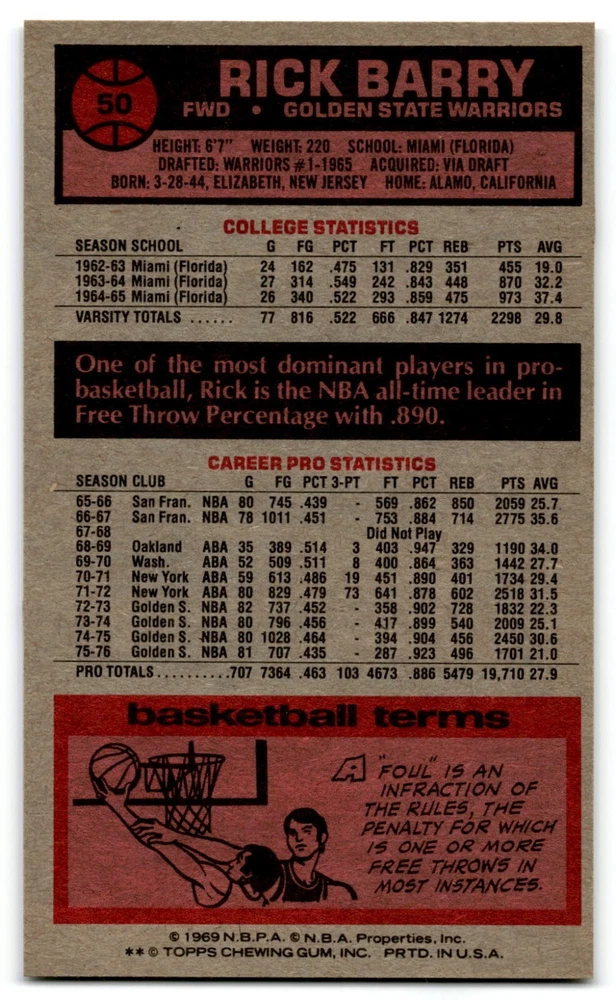 50
RICK BARRY
FWD • GOLDEN STATE WARRIORS
HEIGHT: 6'7" WEIGHT: 220 SCHOOL: MIAMI (FLORIDA)
DRAFTED: WARRIORS #1-1965 ACQUIRED: VIA DRAFT
BORN: 3-28-44, ELIZABETH, NEW JERSEY HOME: ALAMO, CALIFORNIA
COLLEGE STATISTICS
SEASON SCHOOL G FG PCT FT PCT REB PTS AVG
1962-63 Miami (Florida) 24 162 .475 131 .829 351 455 19.0
1963-64 Miami (Florida) 27 314 .549 242 .843 448 870 32.2
1964-65 Miami (Florida) 26 340 .522 293 .859 475 973 37.4
VARSITY TOTALS ...... 77 816 .522 666 .847 1274 2298 29.8
One of the most dominant players in pro-
basketball, Rick is the NBA all-time leader in
Free Throw Percentage with .890.
CAREER PRO STATISTICS
SEASON CLUB G FG PCT 3-PT FT PCT REB PTS AVG
65-66 San Fran. NBA 80 745 .439 - 569 .862 850 2059 25.7
66-67 San Fran. NBA 78 1011 .451 - 753 .884 714 2775 35.6
67-68 Did Not Play
68-69 Oakland ABA 35 389 .514 3 403 .947 329 1190 34.0
69-70 Wash. ABA 52 509 .511 8 400 .864 363 1442 27.7
70-71 New York ABA 59 613 .486 19 451 .890 401 1734 29.4
71-72 New York ABA 80 829 .479 73 641 .878 602 2518 31.5
72-73 Golden S. NBA 82 737 .452 - 358 .902 728 1832 22.3
73-74 Golden S. NBA 80 796 .456 - 417 .899 540 2009 25.1
74-75 Golden S. NBA 80 1028 .464 - 394 .904 456 2450 30.6
75-76 Golden S. NBA 81 707 .435 - 287 .923 496 1701 21.0
PRO TOTALS..........707 7364 .463 103 4673 .886 5479 19,710 27.9
basketball terms
A "FOUL" IS AN
INFRACTION OF
THE RULES, THE
PENALTY FOR WHICH
IS ONE OR MORE
FREE THROWS IN
MOST INSTANCES.
© 1969 N.B.P.A. © N.B.A. Properties, Inc.
** © TOPPS CHEWING GUM, INC. PRTD. IN U.S.A.